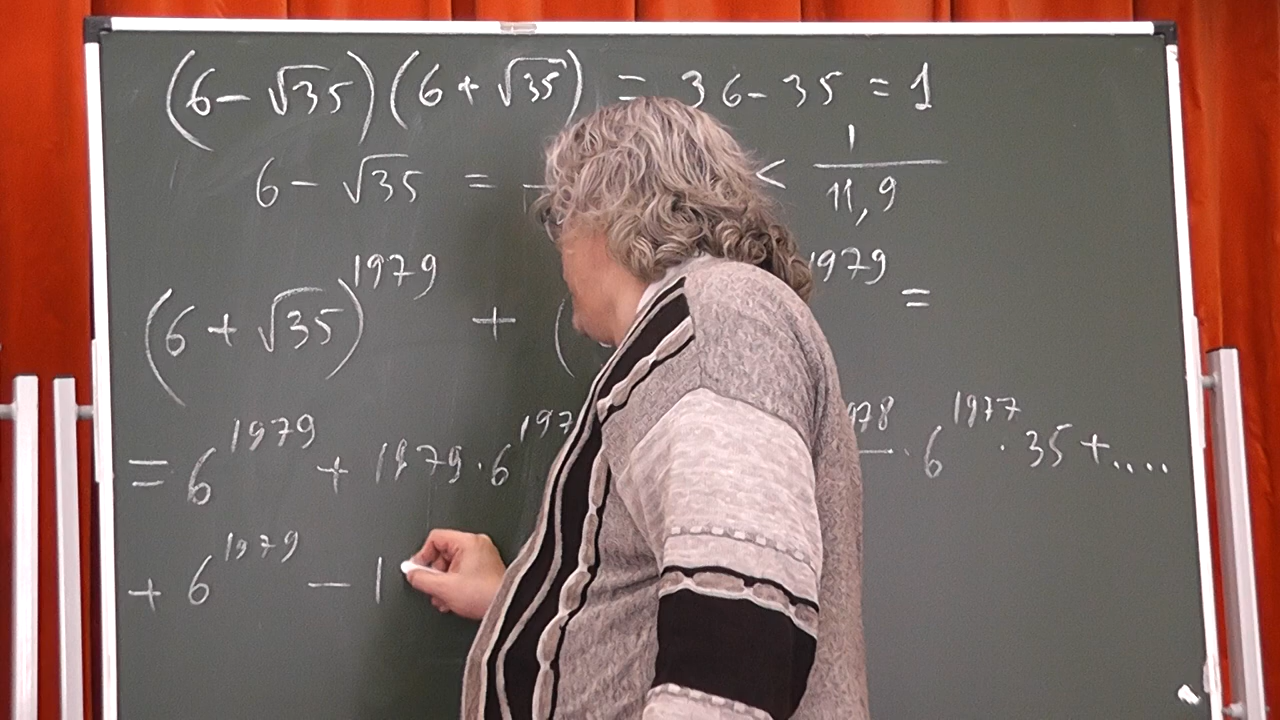 (6 - √35)(6 + √35) = 36 - 35 = 1
6 - √35 = < 1/11,9
(6 + √35)^1979 + ( 1979 =
= 6^1979 + 1979 · 6^197 978 · 6^1977 · 35 + ....
+ 6^1979 - 1